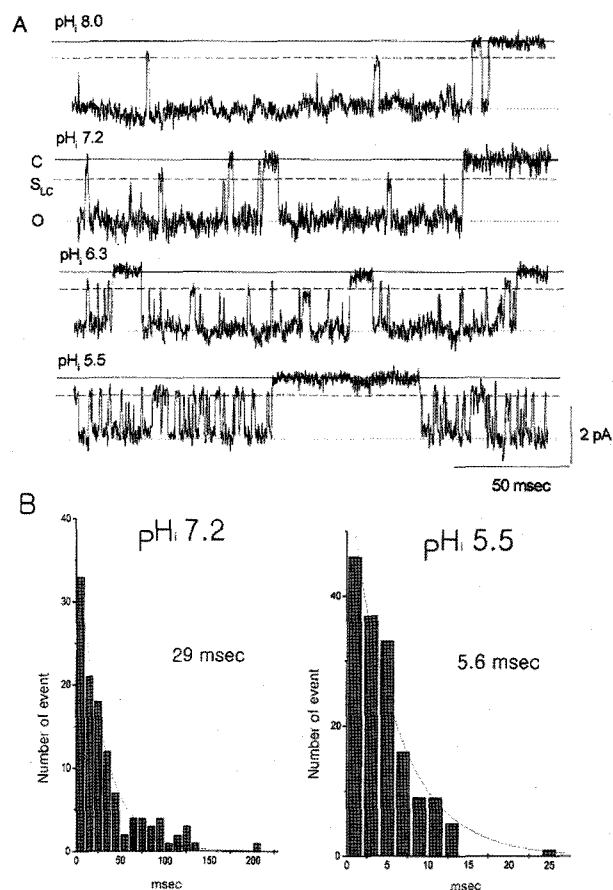 A
pHi 8.0
pHi 7.2
C
SLC
O
pHi 6.3
pHi 5.5
2 pA
50 msec
B
pHi 7.2
pHi 5.5
40
30
20
10
0
Number of event
29 msec
0 50 100 150 200
msec
40
20
0
Number of event
5.6 msec
0 5 10 15 20 25
msec